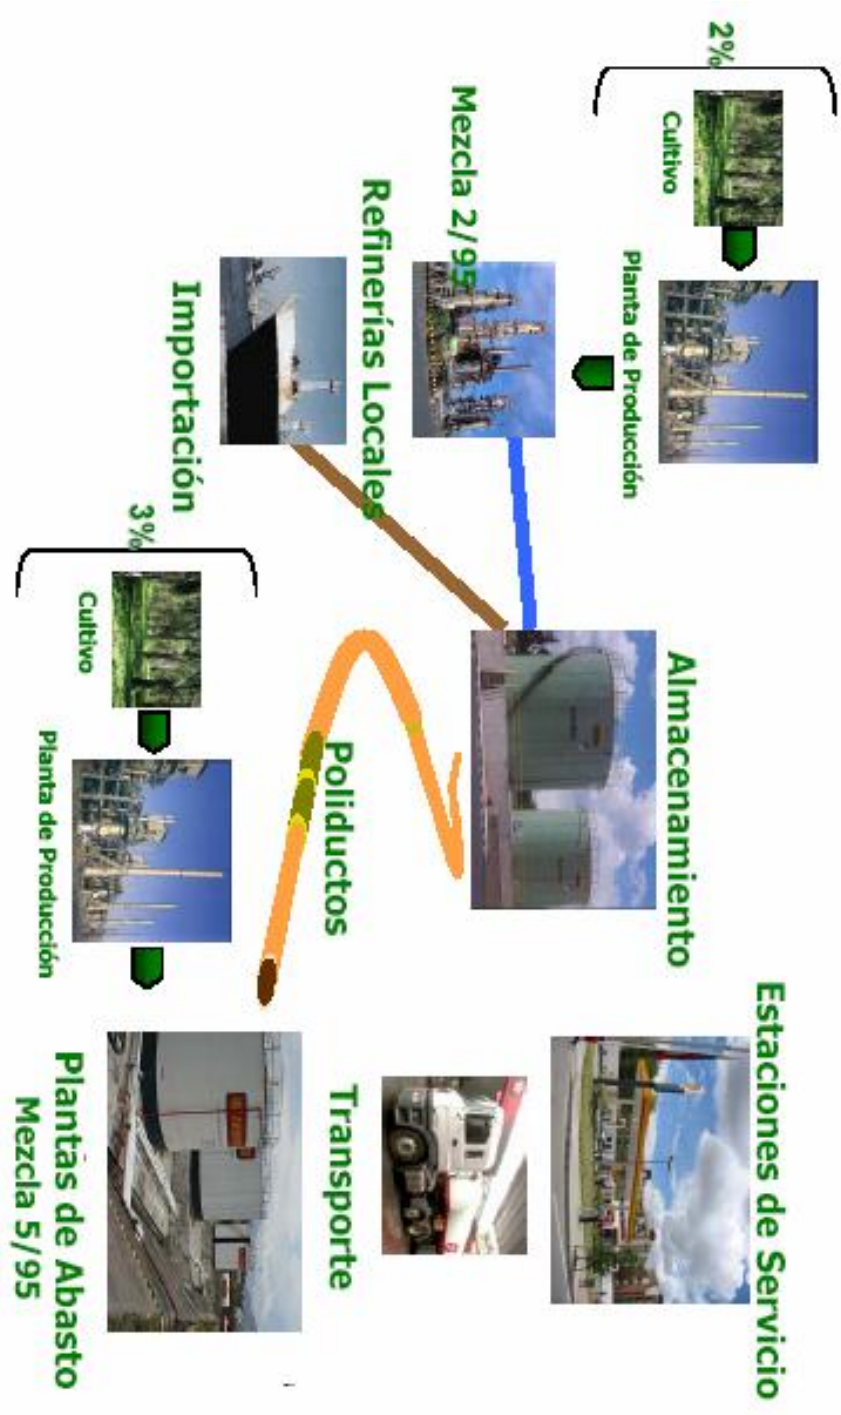 2%
Cultivo
Planta de Producción
Mezcla 2/95
Refinerías Locales
Importación
Almacenamiento
Poliductos
Estaciones de Servicio
Transporte
3%
Cultivo
Planta de Producción
Plantas de Abasto
Mezcla 5/95